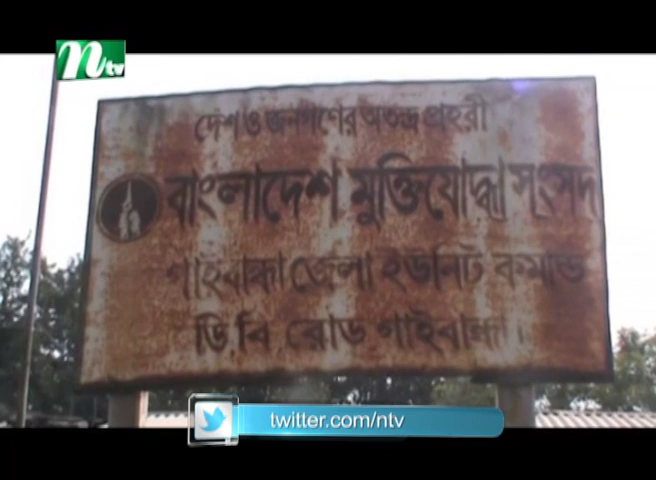 ntv
দেশ ও জনগণের অতন্দ্র প্রহরী
বাংলাদেশ মুক্তিযোদ্ধা সংসদ
গাইবান্ধা জেলা ইউনিট কমান্ড
ডি, বি রোড গাইবান্ধা।
twitter.com/ntv